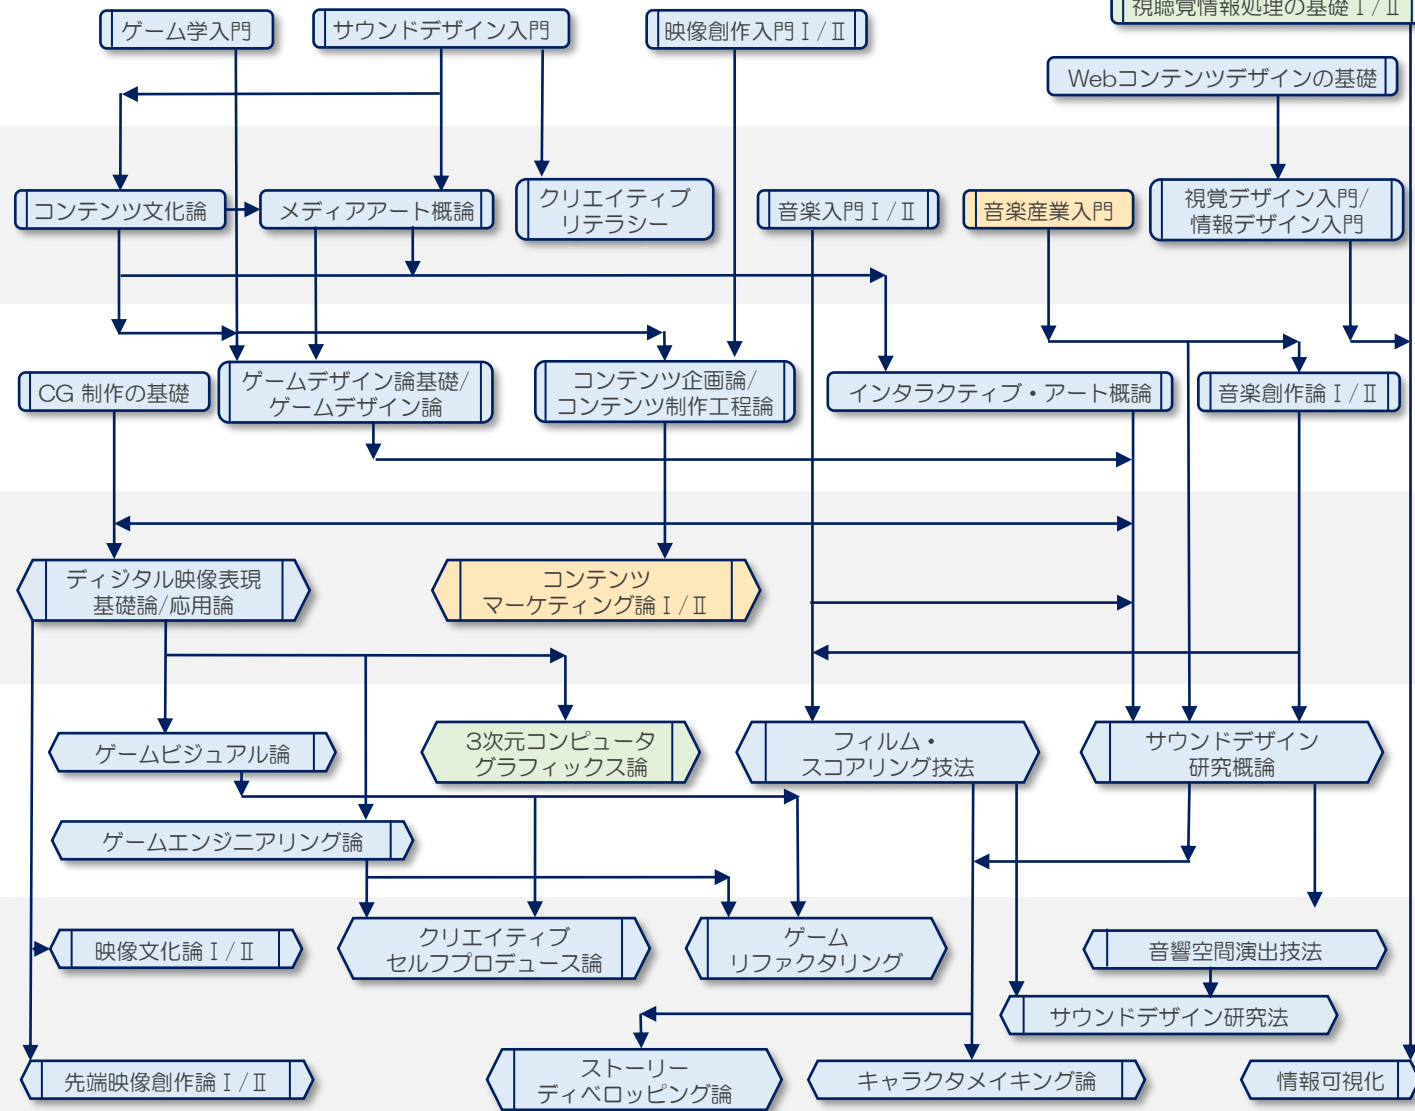 視聴覚情報処理の基礎Ⅰ/Ⅱ
ゲーム学入門
サウンドデザイン入門
映像創作入門Ⅰ/Ⅱ
Webコンテンツデザインの基礎
コンテンツ文化論
メディアアート概論
クリエイティブ
リテラシー
音楽入門Ⅰ/Ⅱ
音楽産業入門
視覚デザイン入門/
情報デザイン入門
CG 制作の基礎
ゲームデザイン論基礎/
ゲームデザイン論
コンテンツ企画論/
コンテンツ制作工程論
インタラクティブ・アート概論
音楽創作論Ⅰ/Ⅱ
ディジタル映像表現
基礎論/応用論
コンテンツ
マーケティング論Ⅰ/Ⅱ
ゲームビジュアル論
3次元コンピュータ
グラフィックス論
フィルム・
スコアリング技法
サウンドデザイン
研究概論
ゲームエンジニアリング論
映像文化論Ⅰ/Ⅱ
クリエイティブ
セルフプロデュース論
ゲーム
リファクタリング
音響空間演出技法
サウンドデザイン研究法
先端映像創作論Ⅰ/Ⅱ
ストーリー
ディベロッピング論
キャラクタメイキング論
情報可視化